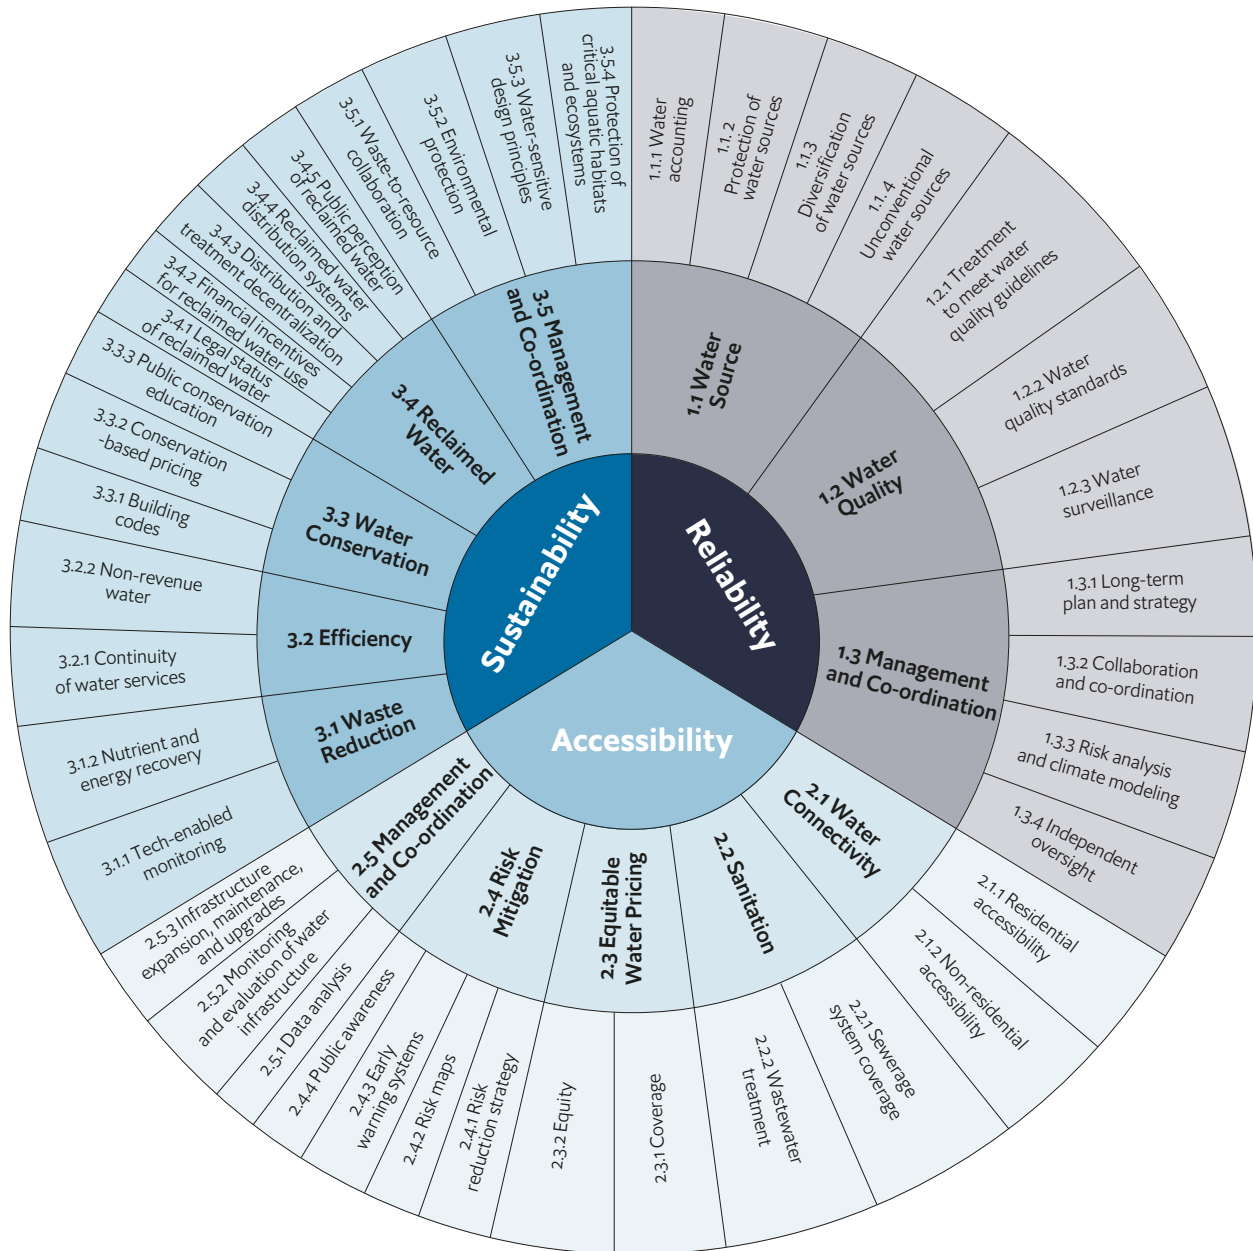 Reliability
1.1 Water
Source
1.1.1 Water
accounting
1.1. 2
Protection of
water sources
1.1.3
Diversification
of water sources
1.1. 4
Unconventional
water sources
1.2 Water
Quality
1.2.1 Treatment
to meet water
quality guidelines
1.2.2 Water
quality standards
1.2.3 Water
surveillance
1.3 Management
and Co-ordination
1.3.1 Long-term
plan and strategy
1.3.2 Collaboration
and co-ordination
1.3.3 Risk analysis
and climate modeling
1.3.4 Independent
oversight
Accessibility
2.1 Water
Connectivity
2.1.1 Residential
accessibility
2.1.2 Non-residential
accessibility
2.2 Sanitation
2.2.1 Sewerage
system coverage
2.2.2 Wastewater
treatment
2.3 Equitable
Water Pricing
2.3.1 Coverage
2.3.2 Equity
2.4 Risk
Mitigation
2.4.1 Risk
reduction strategy
2.4.2 Risk maps
2.4.3 Early
warning systems
2.4.4 Public awareness
2.5 Management
and Co-ordination
2.5.1 Data analysis
2.5.2 Monitoring
and evaluation of water
infrastructure
2.5.3 Infrastructure
expansion, maintenance,
and upgrades
Sustainability
3.1 Waste
Reduction
3.1.1 Tech-enabled
monitoring
3.1.2 Nutrient and
energy recovery
3.2 Efficiency
3.2.1 Continuity
of water services
3.2.2 Non-revenue
water
3.3 Water
Conservation
3.3.1 Building
codes
3.3.2 Conservation
-based pricing
3.3.3 Public conservation
education
3.4 Reclaimed
Water
3.4.1 Legal status
of reclaimed water
3.4.2 Financial incentives
for reclaimed water use
3.4.3 Distribution and
treatment decentralization
3.4.4 Reclaimed water
distribution systems
3.4.5 Public perception
of reclaimed water
3.5 Management
and Co-ordination
3.5.1 Waste-to-resource
collaboration
3.5.2 Environmental
protection
3.5.3 Water-sensitive
design principles
3.5.4 Protection of
critical aquatic habitats
and ecosystems